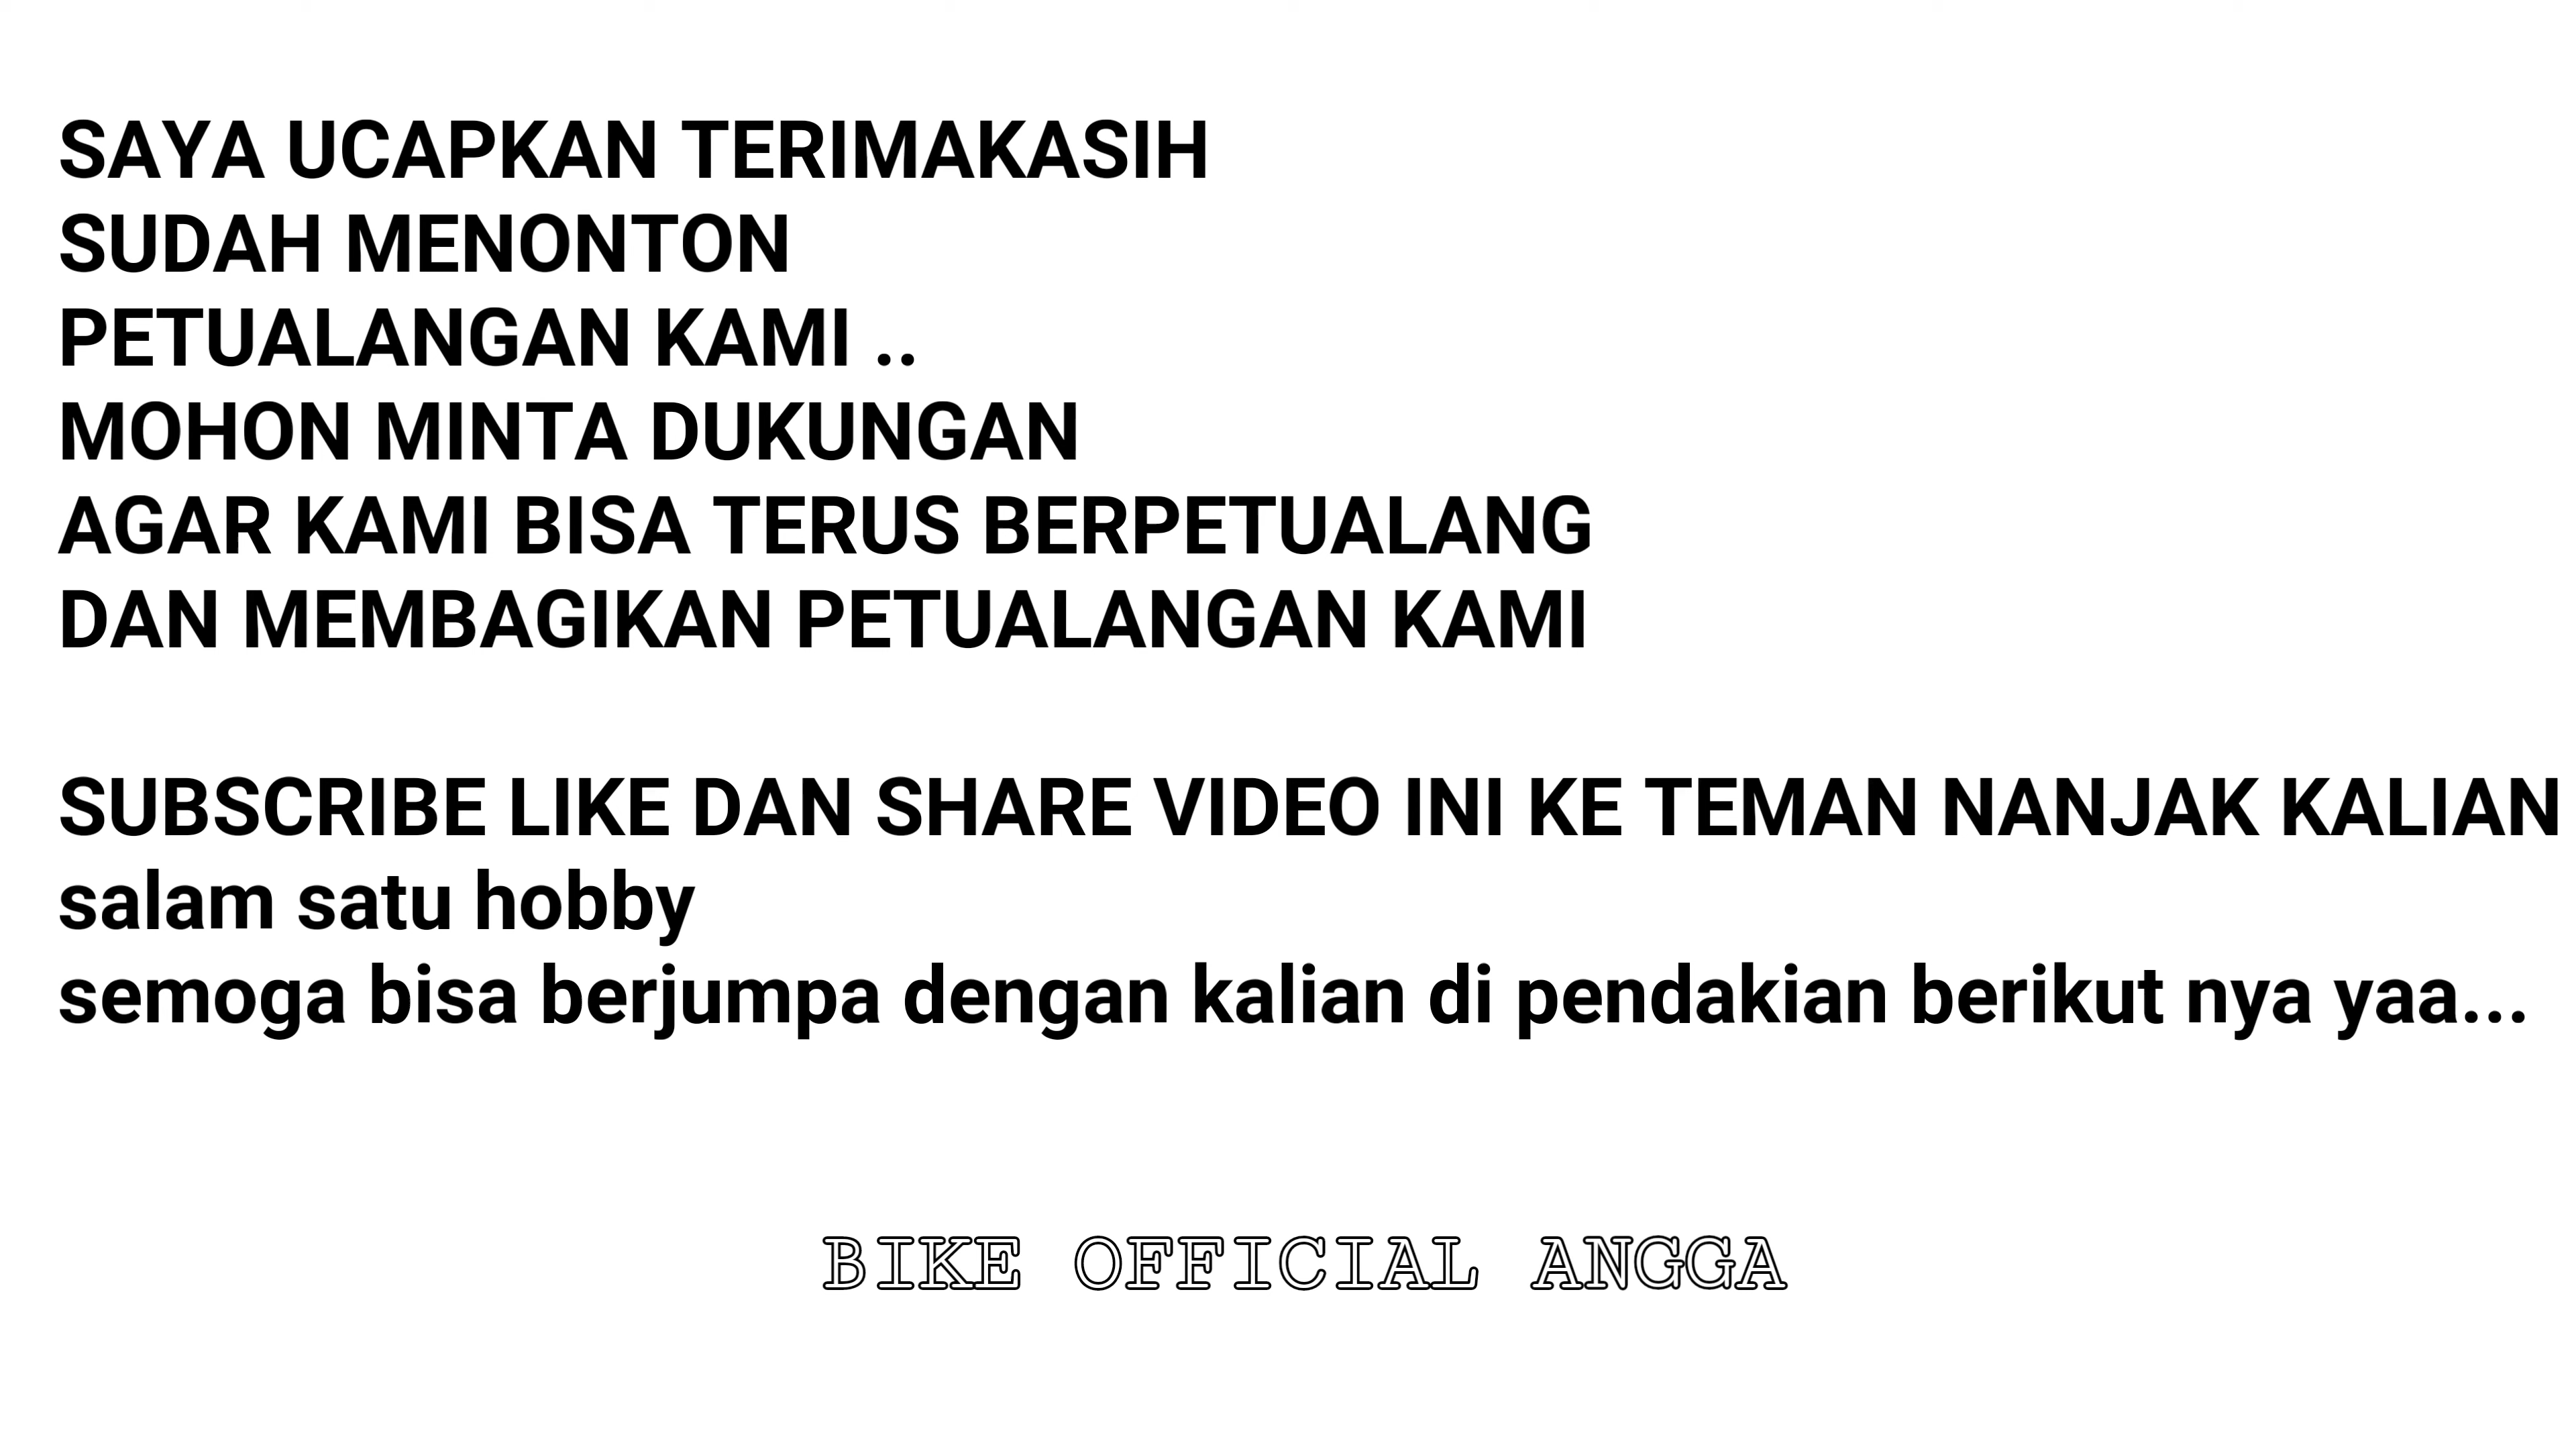 SAYA UCAPKAN TERIMAKASIH
SUDAH MENONTON
PETUALANGAN KAMI ..
MOHON MINTA DUKUNGAN
AGAR KAMI BISA TERUS BERPETUALANG
DAN MEMBAGIKAN PETUALANGAN KAMI
SUBSCRIBE LIKE DAN SHARE VIDEO INI KE TEMAN NANJAK KALIAN
salam satu hobby
semoga bisa berjumpa dengan kalian di pendakian berikut nya yaa...
BIKE OFFICIAL ANGGA